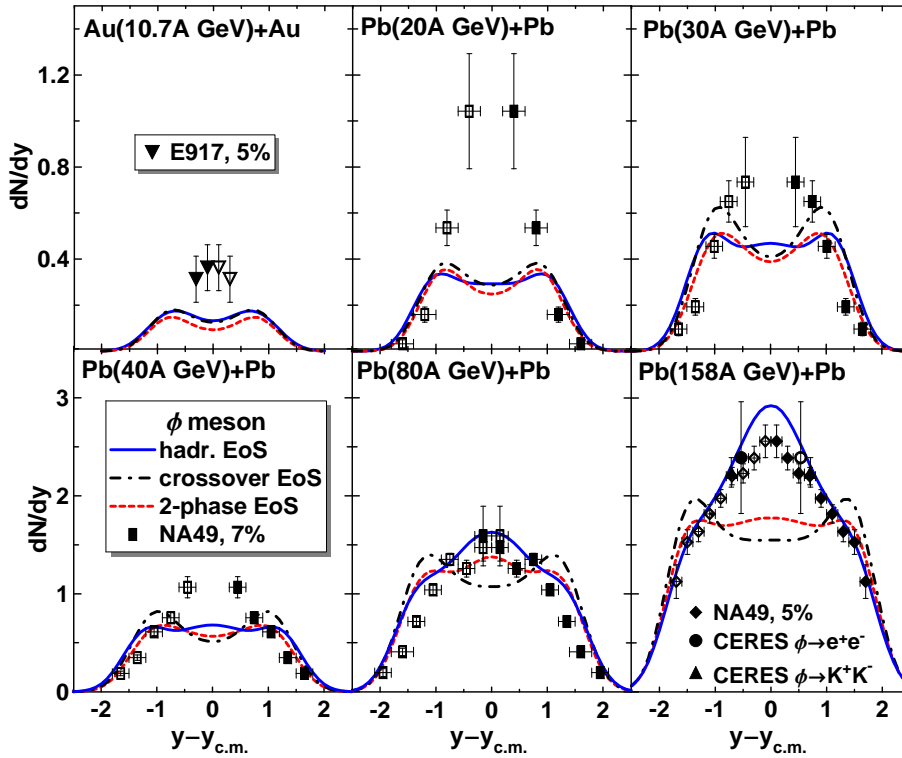 Au(10.7A GeV)+Au
Pb(20A GeV)+Pb
Pb(30A GeV)+Pb
1.2
0.8
0.4
dN/dy
E917, 5%
Pb(40A GeV)+Pb
Pb(80A GeV)+Pb
Pb(158A GeV)+Pb
3
2
1
0
dN/dy
ϕ meson
hadr. EoS
crossover EoS
2-phase EoS
NA49, 7%
NA49, 5%
CERES ϕ→e⁺e⁻
CERES ϕ→K⁺K⁻
-2 -1 0 1 2
-2 -1 0 1 2
-2 -1 0 1 2
y−y_c.m.
y−y_c.m.
y−y_c.m.